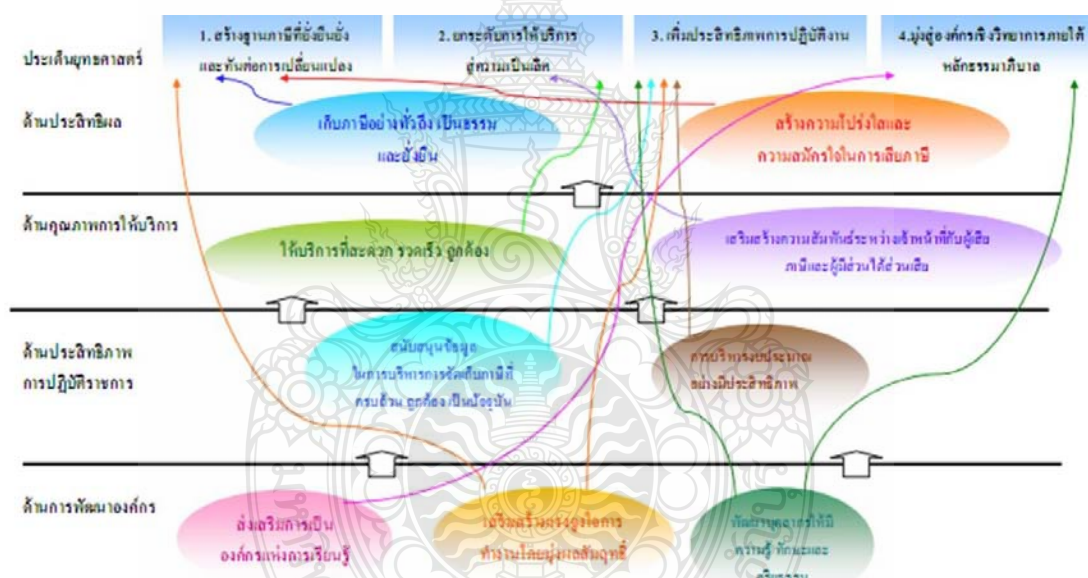 ประเด็นยุทธศาสตร์
1. สร้างฐานภาษีที่ยั่งยืนยั่ง
และทันต่อการเปลี่ยนแปลง
2. ยกระดับการให้บริการ
สู่ความเป็นเลิศ
3. เพิ่มประสิทธิภาพการปฏิบัติงาน
4.มุ่งสู่องค์กรเชิงวิทยาการภายใต้
หลักธรรมาภิบาล
ด้านประสิทธิผล
เก็บภาษีอย่างทั่วถึง เป็นธรรม
และยั่งยืน
สร้างความโปร่งใสและ
ความสมัครใจในการเสียภาษี
ด้านคุณภาพการให้บริการ
ให้บริการที่สะดวก รวดเร็ว ถูกต้อง
เสริมสร้างความสัมพันธ์ระหว่างเจ้าหน้าที่กับผู้เสีย
ภาษีและผู้มีส่วนได้ส่วนเสีย
ด้านประสิทธิภาพ
การปฏิบัติราชการ
สนับสนุนข้อมูล
ในการบริหารการจัดเก็บภาษีที่
ครบถ้วน ถูกต้อง เป็นปัจจุบัน
การบริหารงบประมาณ
อย่างมีประสิทธิภาพ
ด้านการพัฒนาองค์กร
ส่งเสริมการเป็น
องค์กรแห่งการเรียนรู้
เสริมสร้างแรงจูงใจการ
ทำงานโดยมุ่งผลสัมฤทธิ์
พัฒนาบุคลากรให้มี
ความรู้ ทักษะและ